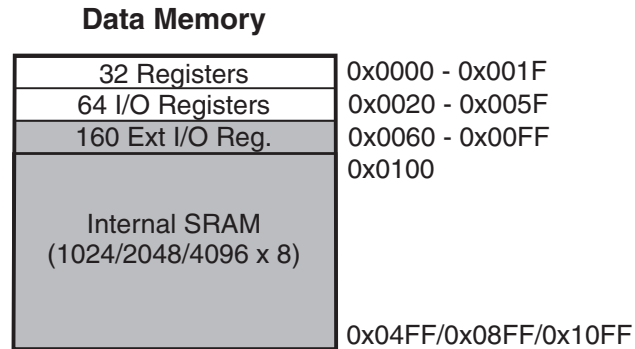 Data Memory
32 Registers 0x0000 - 0x001F
64 I/O Registers 0x0020 - 0x005F
160 Ext I/O Reg. 0x0060 - 0x00FF
0x0100
Internal SRAM
(1024/2048/4096 x 8)
0x04FF/0x08FF/0x10FF